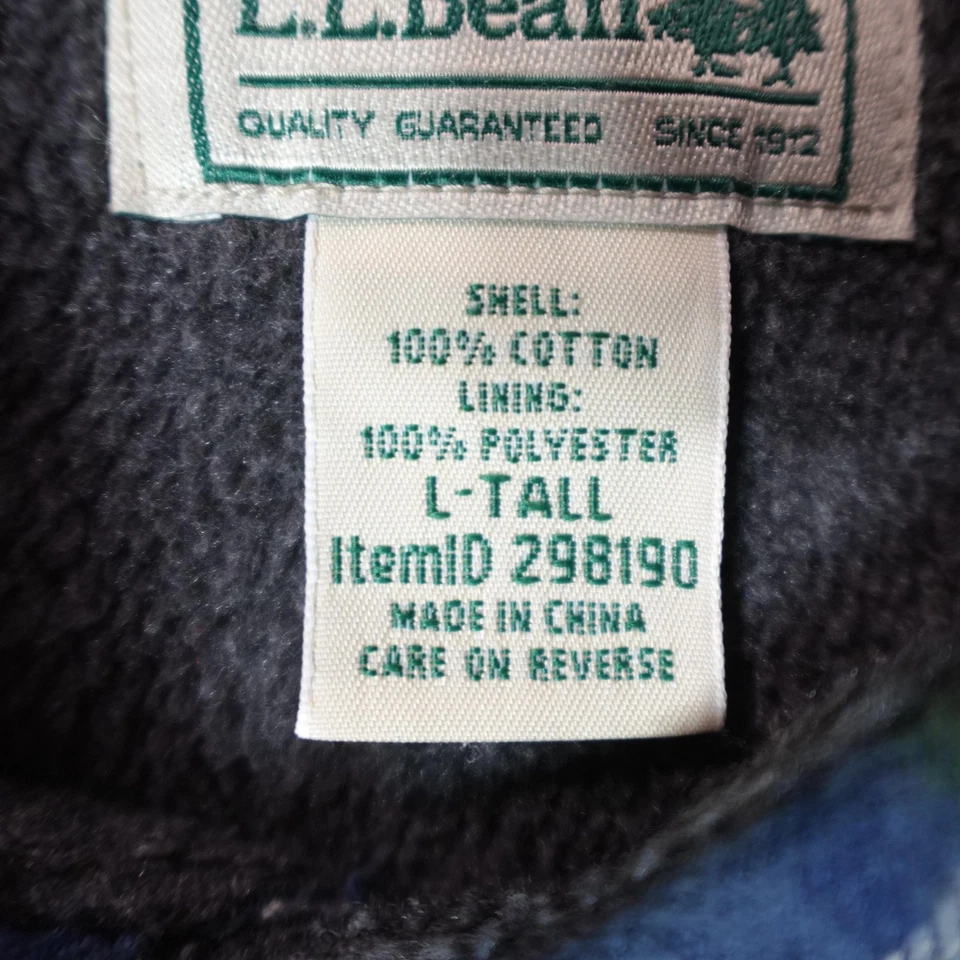 L.L.Bean
QUALITY GUARANTEED SINCE 1912
SHELL:
100% COTTON
LINING:
100% POLYESTER
L-TALL
ItemID 298190
MADE IN CHINA
CARE ON REVERSE